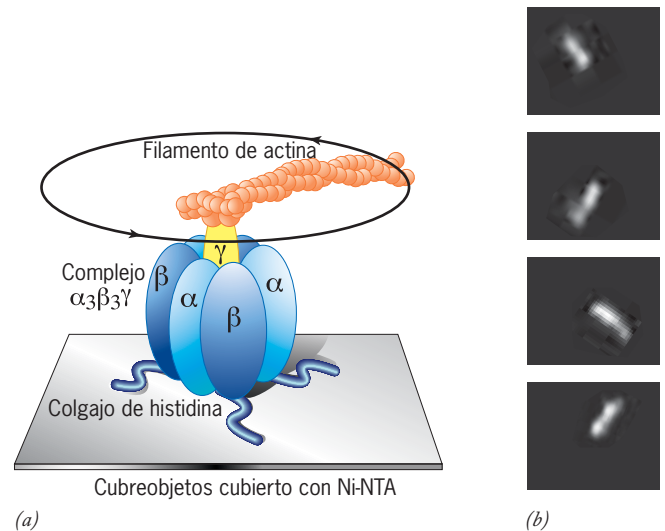 Filamento de actina
γ
Complejo
α₃β₃γ
β
α
β
α
Colgajo de histidina
Cubreobjetos cubierto con Ni-NTA
(a)
(b)